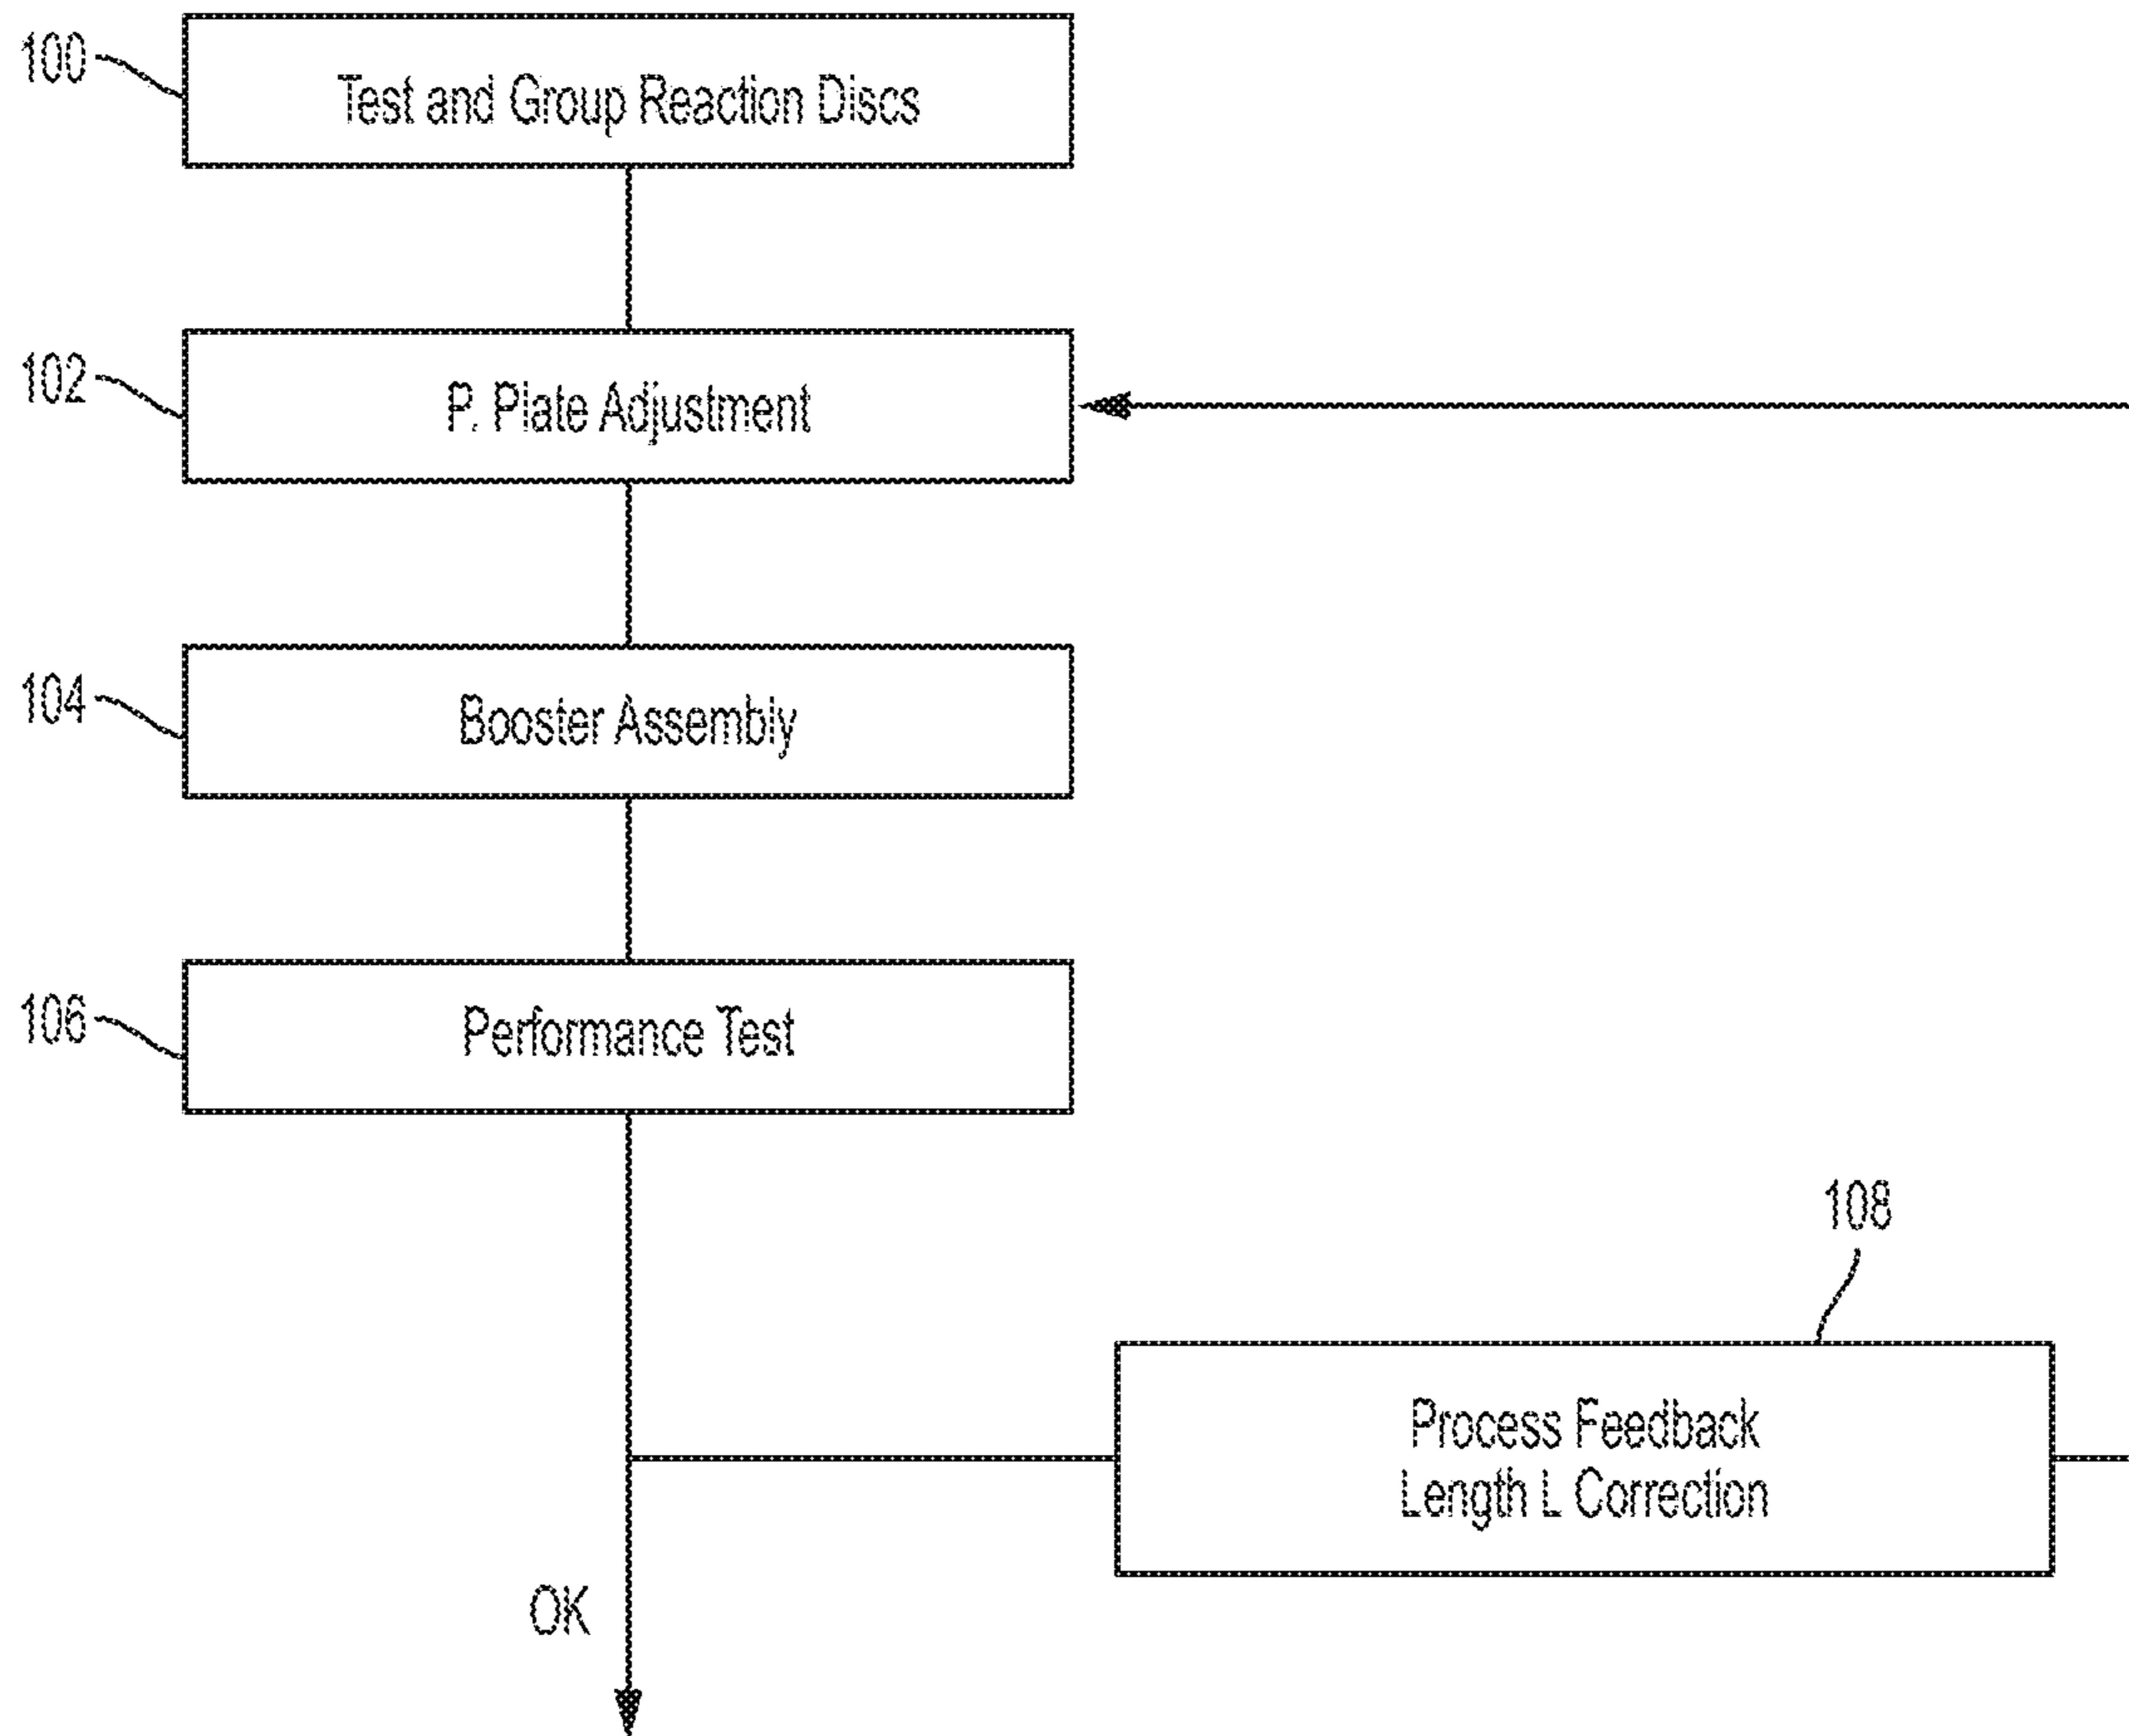 100
Test and Group Reaction Discs
102
P. Plate Adjustment
104
Booster Assembly
106
Performance Test
108
Process Feedback
Length L Correction
OK